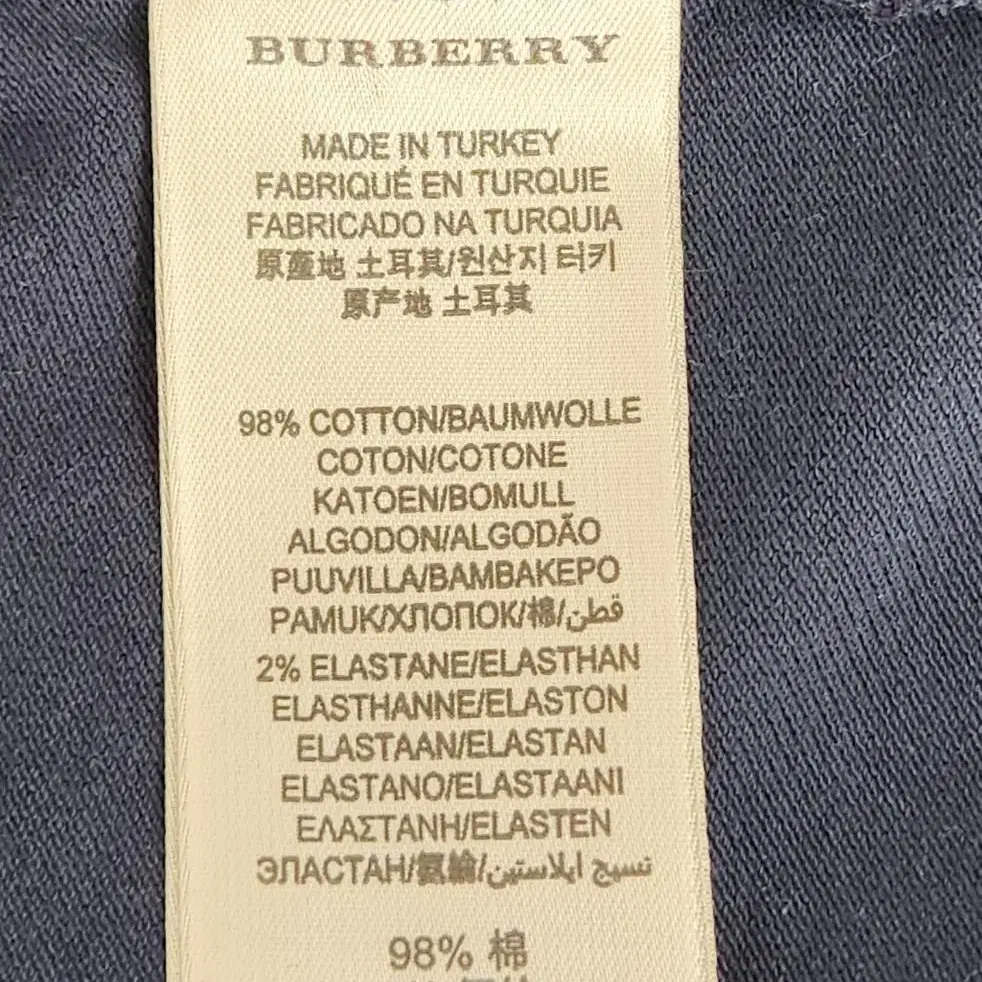 BURBERRY
MADE IN TURKEY
FABRIQUÉ EN TURQUIE
FABRICADO NA TURQUIA
原產地 土耳其/원산지 터키
原产地 土耳其
98% COTTON/BAUMWOLLE
COTON/COTONE
KATOEN/BOMULL
ALGODON/ALGODÃO
PUUVILLA/BAMBAKEPO
PAMUK/ХЛОПОК/棉/قطن
2% ELASTANE/ELASTHAN
ELASTHANNE/ELASTON
ELASTAAN/ELASTAN
ELASTANO/ELASTAANI
ΕΛΑΣΤΑΝΗ/ELASTEN
ЭЛАСТАН/氨綸/نسيج ايلاستين
98% 棉